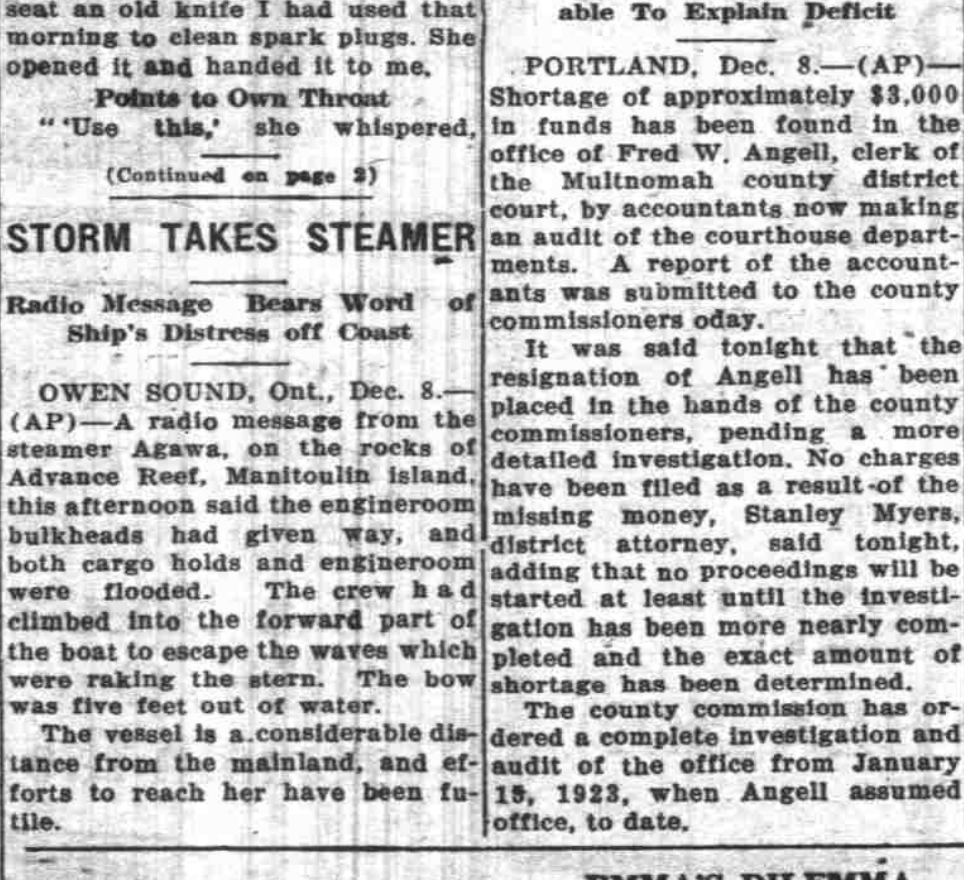 seat an old knife I had used that
morning to clean spark plugs. She
opened it and handed it to me.
Points to Own Throat
"'Use this,' she whispered,
(Continued on page 2)
STORM TAKES STEAMER
Radio Message Bears Word of
Ship's Distress off Coast
OWEN SOUND, Ont., Dec. 8.—
(AP)—A radio message from the
steamer Agawa, on the rocks of
Advance Reef, Manitoulin island,
this afternoon said the engineroom
bulkheads had given way, and
both cargo holds and engineroom
were flooded. The crew had
climbed into the forward part of
the boat to escape the waves which
were raking the stern. The bow
was five feet out of water.
The vessel is a considerable dis-
tance from the mainland, and ef-
forts to reach her have been fu-
tile.
able To Explain Deficit
PORTLAND, Dec. 8.—(AP)—
Shortage of approximately $3,000
in funds has been found in the
office of Fred W. Angell, clerk of
the Multnomah county district
court, by accountants now making
an audit of the courthouse depart-
ments. A report of the account-
ants was submitted to the county
commissioners oday.
It was said tonight that the
resignation of Angell has been
placed in the hands of the county
commissioners, pending a more
detailed investigation. No charges
have been filed as a result of the
missing money, Stanley Myers,
district attorney, said tonight,
adding that no proceedings will be
started at least until the investi-
gation has been more nearly com-
pleted and the exact amount of
shortage has been determined.
The county commission has or-
dered a complete investigation and
audit of the office from January
15, 1923, when Angell assumed
office, to date.
EMMA'S DILEMMA